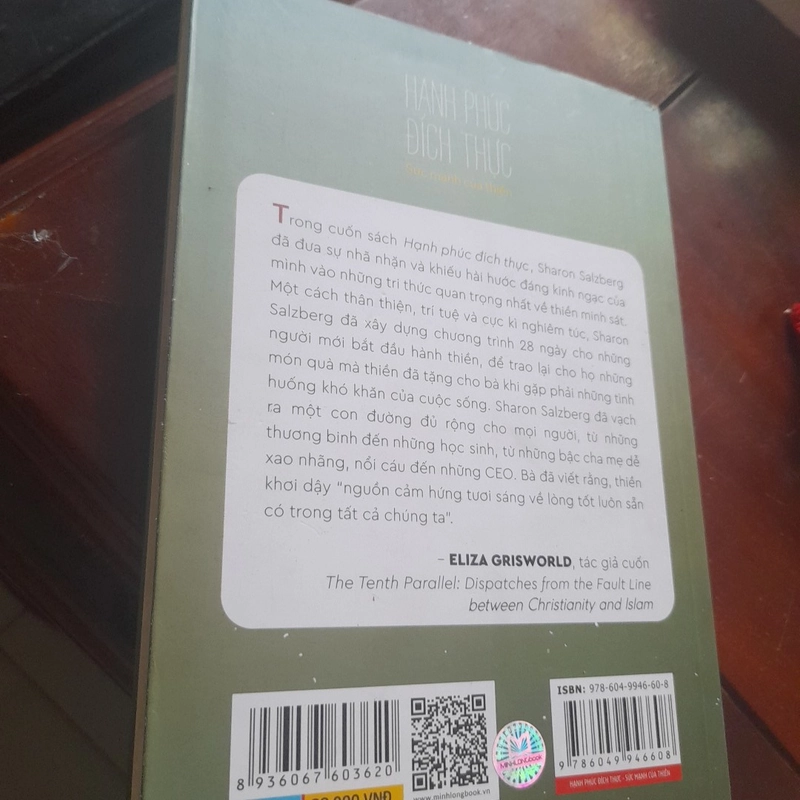 HẠNH PHÚC
ĐÍCH THỰC
Sức mạnh của thiền
Trong cuốn sách Hạnh phúc đích thực, Sharon Salzberg
đã đưa sự nhã nhặn và khiếu hài hước đáng kinh ngạc của
mình vào những tri thức quan trọng nhất về thiền minh sát.
Một cách thân thiện, trí tuệ và cực kì nghiêm túc, Sharon
Salzberg đã xây dựng chương trình 28 ngày cho những
người mới bắt đầu hành thiền, để trao lại cho họ những
món quà mà thiền đã tặng cho bà khi gặp phải những tình
huống khó khăn của cuộc sống. Sharon Salzberg đã vạch
ra một con đường đủ rộng cho mọi người, từ những
thương binh đến những học sinh, từ những bậc cha mẹ dễ
xao nhãng, nổi cáu đến những CEO. Bà đã viết rằng, thiền
khơi dậy “nguồn cảm hứng tươi sáng về lòng tốt luôn sẵn
có trong tất cả chúng ta”.
– ELIZA GRISWORLD, tác giả cuốn
The Tenth Parallel: Dispatches from the Fault Line
between Christianity and Islam
8 936067 603620
www.minhlongbook.vn
MINHLONGbook
ISBN: 978-604-9946-60-8
9 786049 946608
HẠNH PHÚC ĐÍCH THỰC - SỨC MẠNH CỦA THIỀN
000 VNĐ